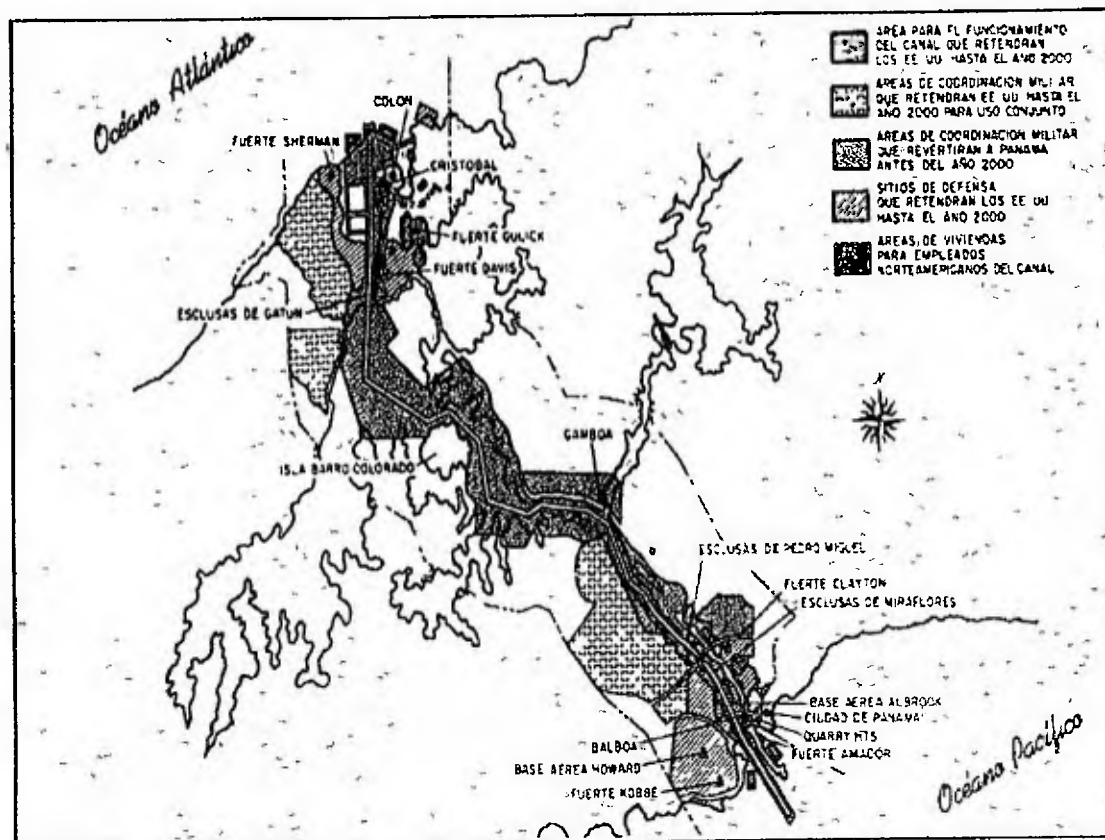 Océano Atlántico
AREA PARA EL FUNCIONAMIENTO
DEL CANAL QUE RETENDRAN
LOS EE UU HASTA EL AÑO 2000
AREAS DE COORDINACION MILITAR
QUE RETENDRAN EE UU HASTA EL
AÑO 2000 PARA USO CONJUNTO
AREAS DE COORDINACION MILITAR
QUE REVERTIRAN A PANAMA
ANTES DEL AÑO 2000
SITIOS DE DEFENSA
QUE RETENDRAN LOS EE UU
HASTA EL AÑO 2000
AREAS DE VIVIENDAS
PARA EMPLEADOS
NORTEAMERICANOS DEL CANAL
COLON
FUERTE SHERMAN
CRISTOBAL
FUERTE GULICK
FUERTE DAVIS
ESCLUSAS DE GATUN
N
GAMBOA
ISLA BARRO COLORADO
ESCLUSAS DE PEDRO MIGUEL
FUERTE CLAYTON
ESCLUSAS DE MIRAFLORES
BASE AEREA ALBROOK
CIUDAD DE PANAMA
QUARRY HTS
FUERTE AMADOR
BALBOA
BASE AEREA HOWARD
FUERTE KOBBE
Océano Pacífico